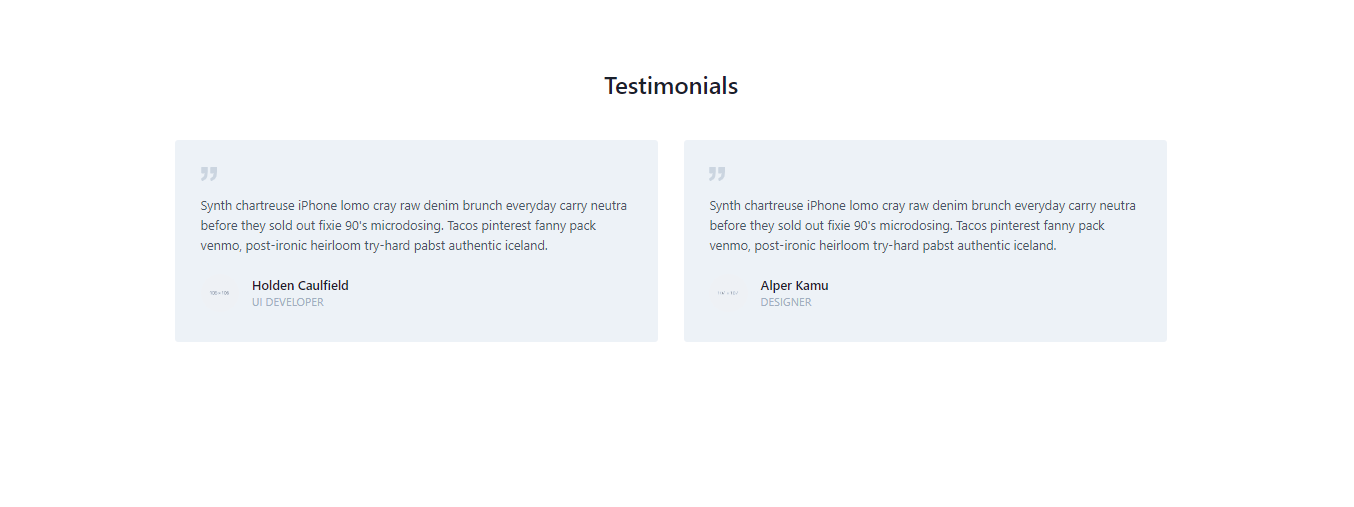 Testimonials
Synth chartreuse iPhone lomo cray raw denim brunch everyday carry neutra
before they sold out fixie 90's microdosing. Tacos pinterest fanny pack
venmo, post-ironic heirloom try-hard pabst authentic iceland.
Holden Caulfield
UI DEVELOPER
Synth chartreuse iPhone lomo cray raw denim brunch everyday carry neutra
before they sold out fixie 90's microdosing. Tacos pinterest fanny pack
venmo, post-ironic heirloom try-hard pabst authentic iceland.
Alper Kamu
DESIGNER